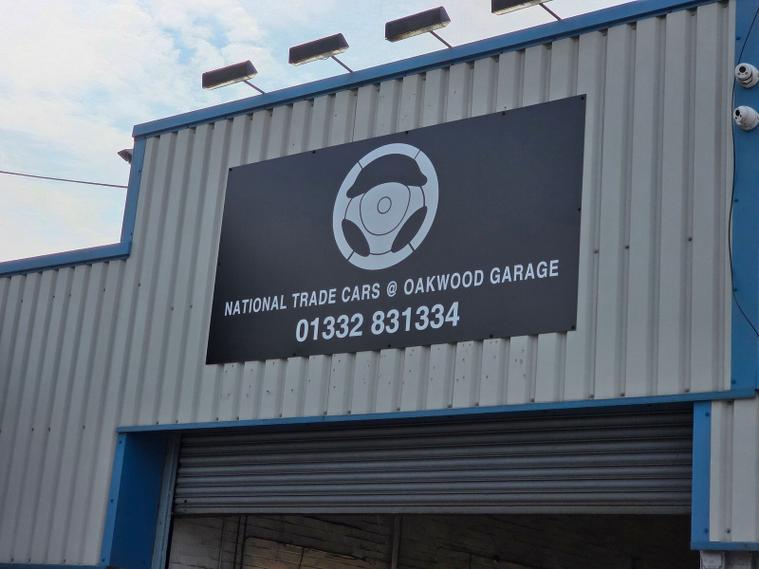 NATIONAL TRADE CARS @ OAKWOOD GARAGE
01332 831334